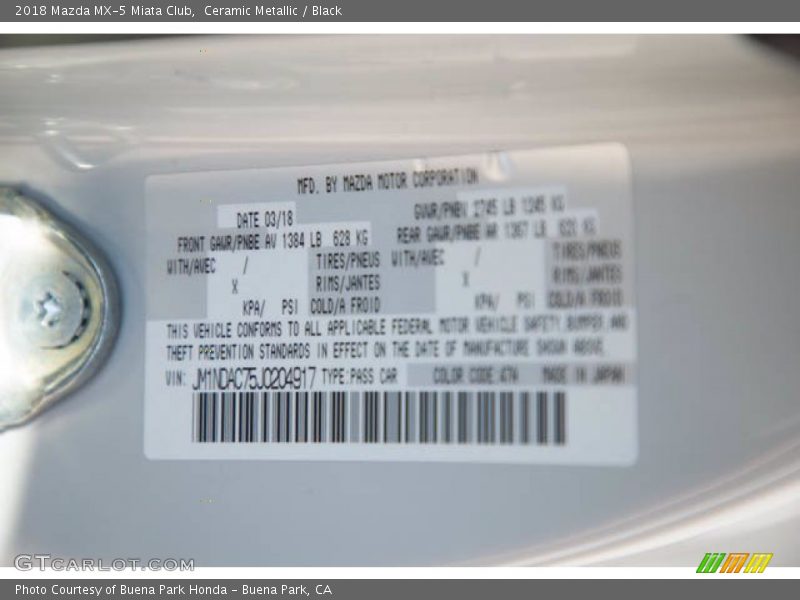 2018 Mazda MX-5 Miata Club,  Ceramic Metallic / Black
MFD. BY MAZDA MOTOR CORPORATION
DATE 03/18
GVWR/PNBV 2745 LB 1245 KG
FRONT GAWR/PNBE AV 1384 LB 628 KG
REAR GAWR/PNBE AR 1367 LB KG
WITH/AVEC / TIRES/PNEUS WITH/AVEC / TIRES/PNEUS
X RIMS/JANTES X RIMS/JANTES
KPA/ PSI COLD/A FROID KPA/ PSI COLD/A FROID
THIS VEHICLE CONFORMS TO ALL APPLICABLE FEDERAL MOTOR VEHICLE SAFETY, BUMPER, AND
THEFT PREVENTION STANDARDS IN EFFECT ON THE DATE OF MANUFACTURE SHOWN ABOVE.
VIN: JM1NDAC75J0204917 TYPE:PASS CAR COLOR CODE:47A MADE IN JAPAN
GTCARLOT.COM
Photo Courtesy of Buena Park Honda - Buena Park, CA